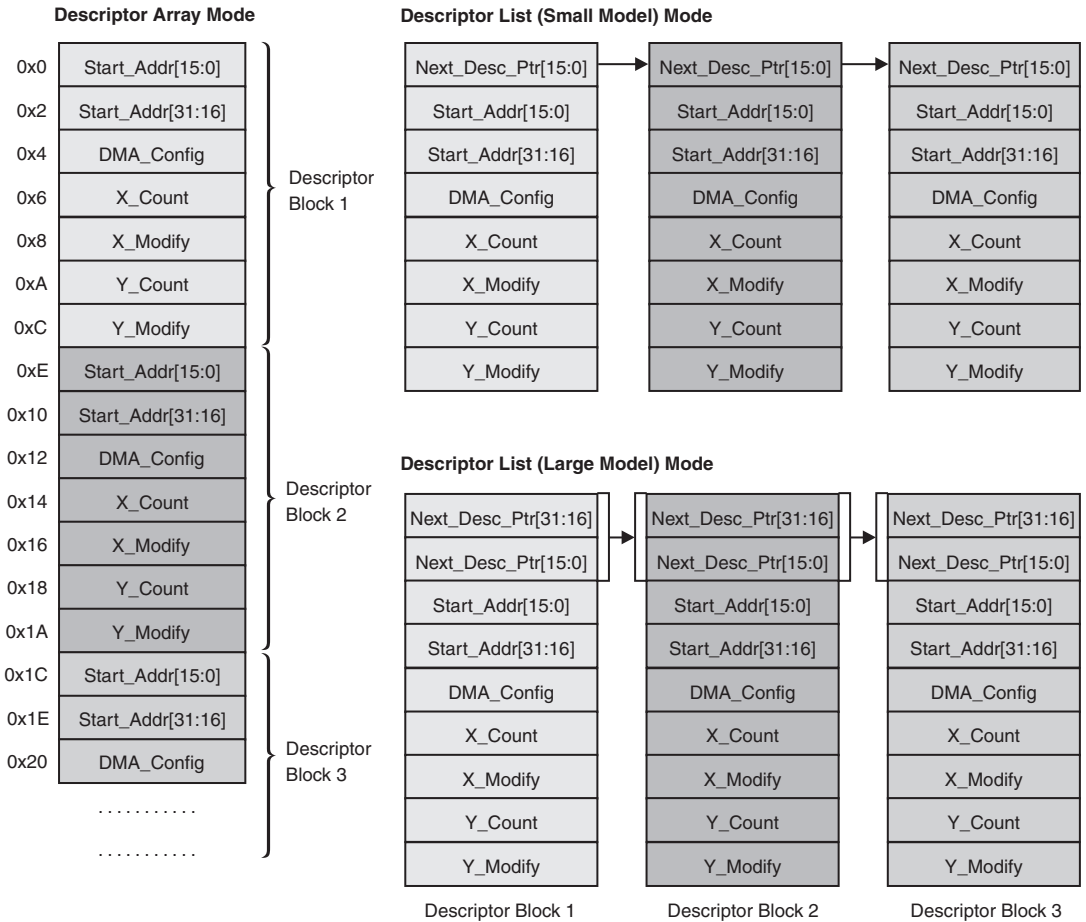 Descriptor Array Mode
0x0 Start_Addr[15:0]
0x2 Start_Addr[31:16]
0x4 DMA_Config
0x6 X_Count
0x8 X_Modify
0xA Y_Count
0xC Y_Modify
Descriptor
Block 1
0xE Start_Addr[15:0]
0x10 Start_Addr[31:16]
0x12 DMA_Config
0x14 X_Count
0x16 X_Modify
0x18 Y_Count
0x1A Y_Modify
Descriptor
Block 2
0x1C Start_Addr[15:0]
0x1E Start_Addr[31:16]
0x20 DMA_Config
...........
...........
Descriptor
Block 3
Descriptor List (Small Model) Mode
Next_Desc_Ptr[15:0] Next_Desc_Ptr[15:0] Next_Desc_Ptr[15:0]
Start_Addr[15:0] Start_Addr[15:0] Start_Addr[15:0]
Start_Addr[31:16] Start_Addr[31:16] Start_Addr[31:16]
DMA_Config DMA_Config DMA_Config
X_Count X_Count X_Count
X_Modify X_Modify X_Modify
Y_Count Y_Count Y_Count
Y_Modify Y_Modify Y_Modify
Descriptor List (Large Model) Mode
Next_Desc_Ptr[31:16] Next_Desc_Ptr[31:16] Next_Desc_Ptr[31:16]
Next_Desc_Ptr[15:0] Next_Desc_Ptr[15:0] Next_Desc_Ptr[15:0]
Start_Addr[15:0] Start_Addr[15:0] Start_Addr[15:0]
Start_Addr[31:16] Start_Addr[31:16] Start_Addr[31:16]
DMA_Config DMA_Config DMA_Config
X_Count X_Count X_Count
X_Modify X_Modify X_Modify
Y_Count Y_Count Y_Count
Y_Modify Y_Modify Y_Modify
Descriptor Block 1 Descriptor Block 2 Descriptor Block 3